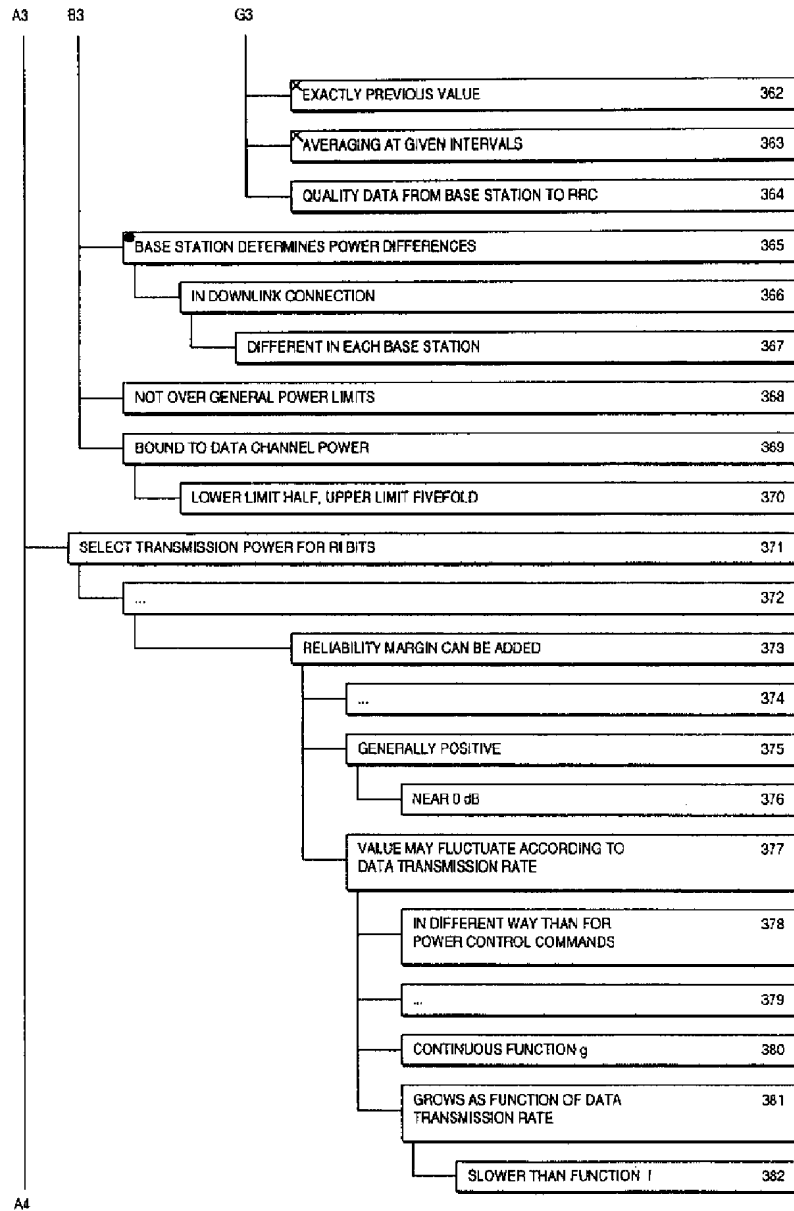 A3 B3 G3
EXACTLY PREVIOUS VALUE 362
AVERAGING AT GIVEN INTERVALS 363
QUALITY DATA FROM BASE STATION TO RRC 364
BASE STATION DETERMINES POWER DIFFERENCES 365
IN DOWNLINK CONNECTION 366
DIFFERENT IN EACH BASE STATION 367
NOT OVER GENERAL POWER LIMITS 368
BOUND TO DATA CHANNEL POWER 369
LOWER LIMIT HALF, UPPER LIMIT FIVEFOLD 370
SELECT TRANSMISSION POWER FOR RI BITS 371
... 372
RELIABILITY MARGIN CAN BE ADDED 373
... 374
GENERALLY POSITIVE 375
NEAR 0 dB 376
VALUE MAY FLUCTUATE ACCORDING TO 377
DATA TRANSMISSION RATE
IN DIFFERENT WAY THAN FOR 378
POWER CONTROL COMMANDS
... 379
CONTINUOUS FUNCTION g 380
GROWS AS FUNCTION OF DATA 381
TRANSMISSION RATE
SLOWER THAN FUNCTION f 382
A4